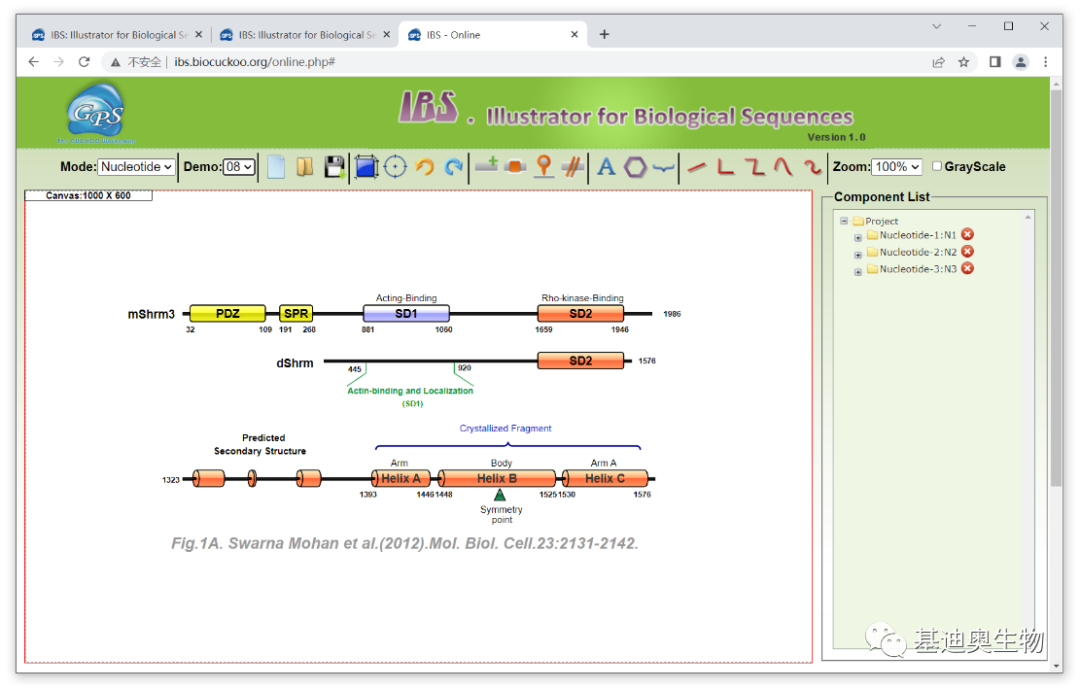 IBS: Illustrator for Biological Se
IBS: Illustrator for Biological Se
IBS - Online
不安全 | ibs.biocuckoo.org/online.php#
GPS
IBS . Illustrator for Biological Sequences
Version 1.0
Mode: Nucleotide Demo: 08 Zoom: 100% GrayScale
Canvas:1000 X 600
Component List
Project
Nucleotide-1:N1
Nucleotide-2:N2
Nucleotide-3:N3
Acting-Binding Rho-kinase-Binding
mShrm3 PDZ SPR SD1 SD2 1986
32 109 191 268 881 1060 1659 1946
dShrm SD2 1576
445 920
Actin-binding and Localization
(SD1)
Crystallized Fragment
Predicted
Secondary Structure
Arm Body Arm A
1323 Helix A Helix B Helix C
1393 1446 1448 1525 1530 1576
Symmetry
point
Fig.1A. Swarna Mohan et al.(2012).Mol. Biol. Cell.23:2131-2142.
基迪奥生物